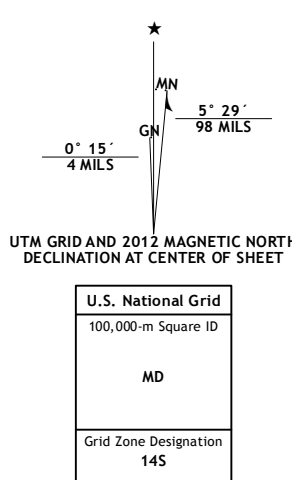 MN
GN
5° 29´
98 MILS
0° 15´
4 MILS
UTM GRID AND 2012 MAGNETIC NORTH
DECLINATION AT CENTER OF SHEET
U.S. National Grid
100,000-m Square ID
MD
Grid Zone Designation
14S